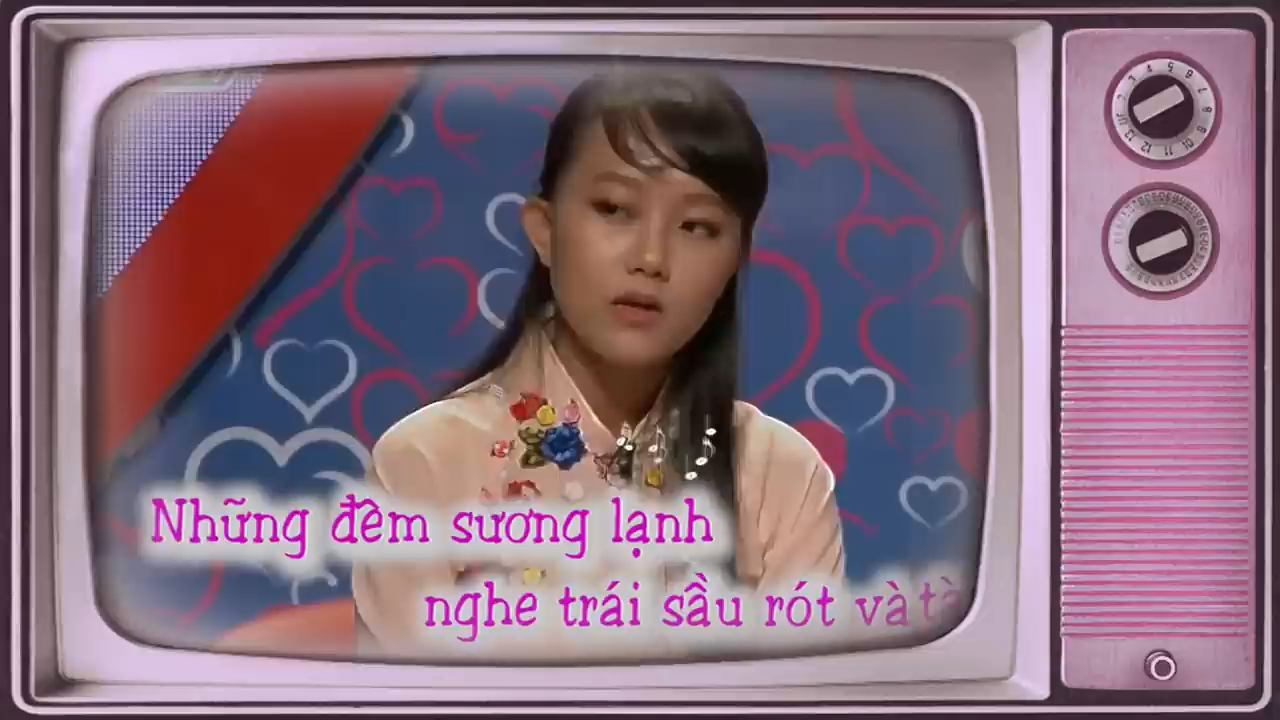 Những đêm sương lạnh
nghe trái sầu rót và